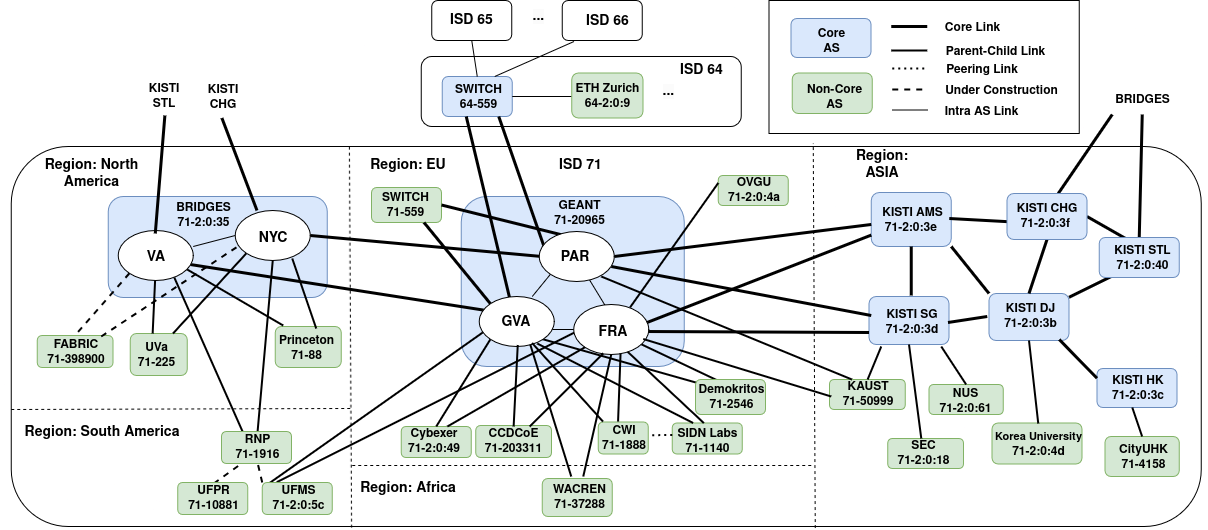 ISD 65
...
ISD 66
ISD 64
SWITCH
64-559
ETH Zurich
64-2:0:9
...
Core
AS
Non-Core
AS
Core Link
Parent-Child Link
Peering Link
Under Construction
Intra AS Link
KISTI
STL
KISTI
CHG
BRIDGES
Region: North
America
Region: EU
ISD 71
Region:
ASIA
BRIDGES
71-2:0:35
VA
NYC
SWITCH
71-559
GEANT
71-20965
PAR
GVA
FRA
OVGU
71-2:0:4a
KISTI AMS
71-2:0:3e
KISTI CHG
71-2:0:3f
KISTI STL
71-2:0:40
KISTI SG
71-2:0:3d
KISTI DJ
71-2:0:3b
KISTI HK
71-2:0:3c
FABRIC
71-398900
UVa
71-225
Princeton
71-88
Demokritos
71-2546
KAUST
71-50999
NUS
71-2:0:61
Region: South America
RNP
71-1916
Cybexer
71-2:0:49
CCDCoE
71-203311
CWI
71-1888
SIDN Labs
71-1140
SEC
71-2:0:18
Korea University
71-2:0:4d
CityUHK
71-4158
UFPR
71-10881
UFMS
71-2:0:5c
Region: Africa
WACREN
71-37288